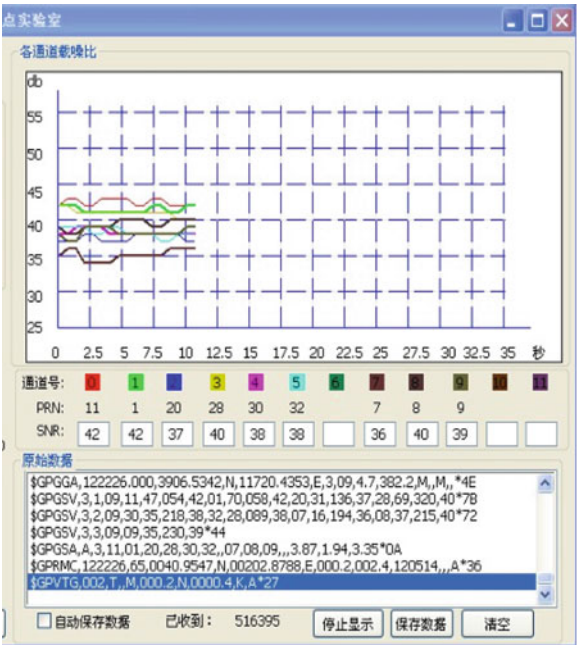 点实验室
各通道载噪比
db
55
50
45
40
35
30
25
0 2.5 5 7.5 10 12.5 15 17.5 20 22.5 25 27.5 30 32.5 35 秒
通道号: 0 1 2 3 4 5 6 7 8 9 10 11
PRN: 11 1 20 28 30 32 7 8 9
SNR: 42 42 37 40 38 38 36 40 39
原始数据
$GPGGA,122226.000,3906.5342,N,11720.4353,E,3,09,4.7,382.2,M,,M,,*4E
$GPGSV,3,1,09,11,47,054,42,01,70,058,42,20,31,136,37,28,69,320,40*7B
$GPGSV,3,2,09,30,35,218,38,32,28,089,38,07,16,194,36,08,37,215,40*72
$GPGSV,3,3,09,09,35,230,39*44
$GPGSA,A,3,11,01,20,28,30,32,,07,08,09,,,3.87,1.94,3.35*0A
$GPRMC,122226,65,0040.9547,N,00202.8788,E,000.2,002.4,120514,,,A*36
$GPVTG,002,T,,M,000.2,N,0000.4,K,A*27
自动保存数据 已收到: 516395 停止显示 保存数据 清空